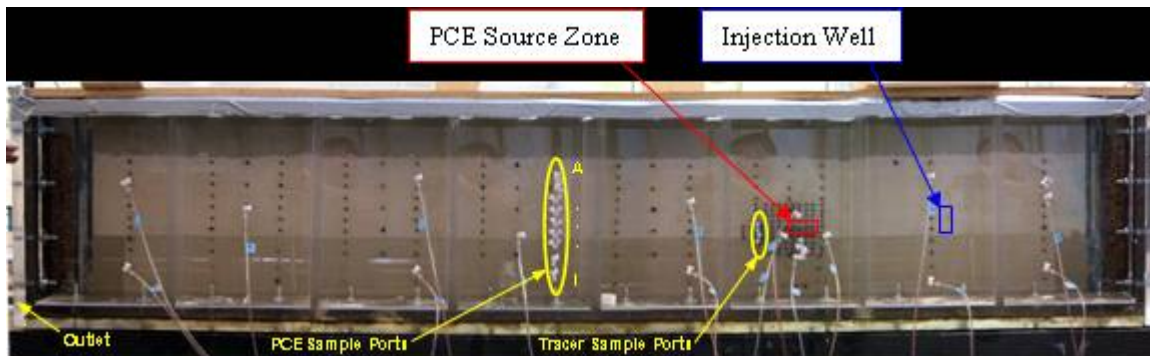 PCE Source Zone
Injection Well
A
I
Outlet
PCE Sample Ports
Tracer Sample Ports